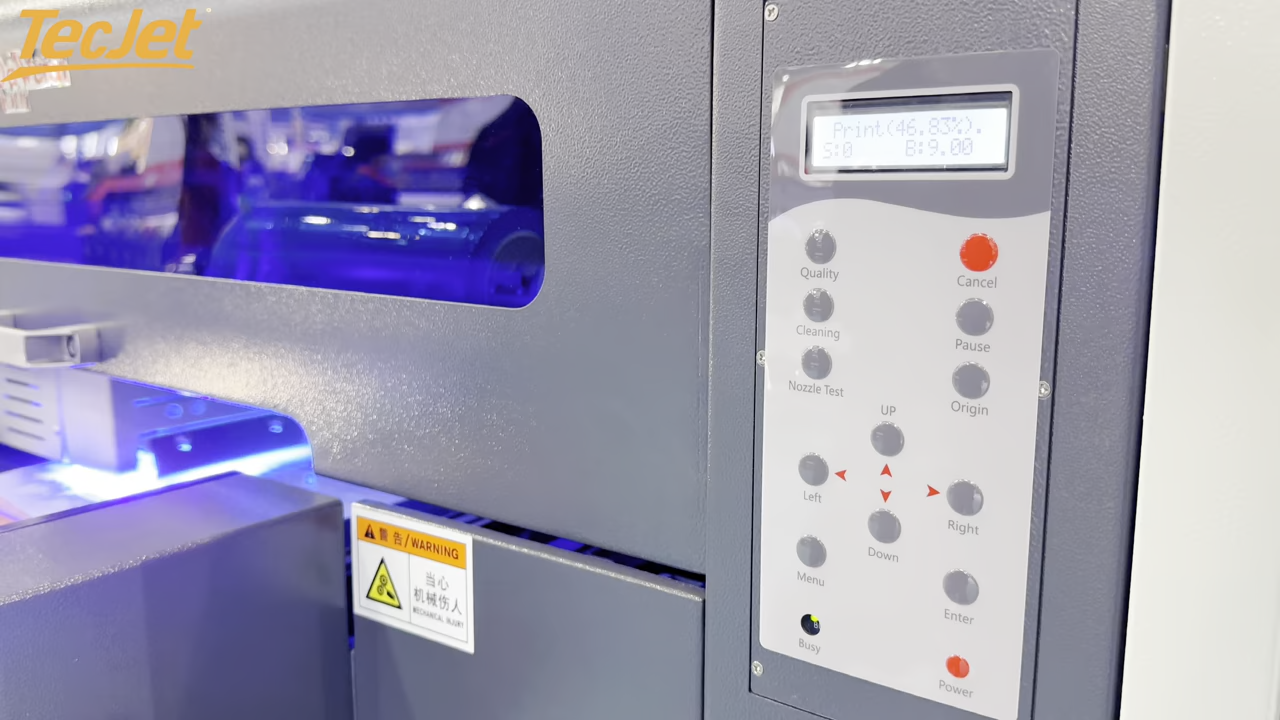 TecJet
Print(46.83%).
S:0 B:9.00
Quality
Cancel
Cleaning
Pause
Nozzle Test
Origin
UP
Left
Right
Down
Menu
Enter
Busy
Power
警告/WARNING
当心
机械伤人
MECHANICAL INJURY